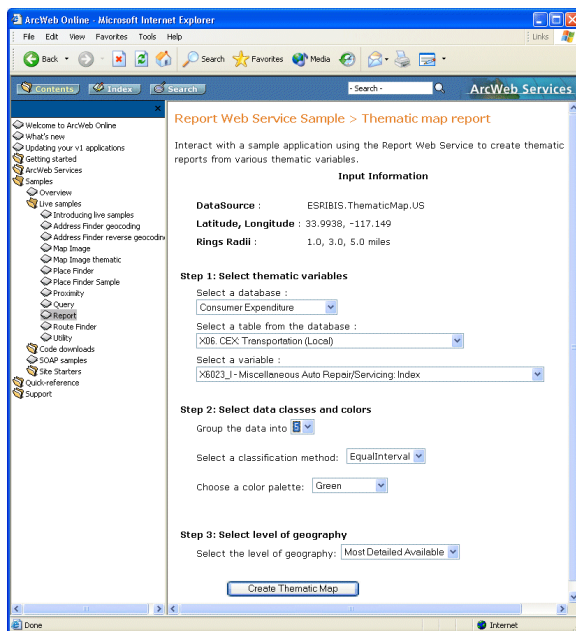 ArcWeb Online - Microsoft Internet Explorer
File Edit View Favorites Tools Help Links
Back Search Favorites Media
Contents Index Search - Search - ArcWeb Services
Welcome to ArcWeb Online
What's new
Updating your v1 applications
Getting started
ArcWeb Services
Samples
Overview
Live samples
Introducing live samples
Address Finder geocoding
Address Finder reverse geocodin
Map Image
Map Image thematic
Place Finder
Place Finder Sample
Proximity
Query
Report
Route Finder
Utility
Code downloads
SOAP samples
Site Starters
Quick-reference
Support
Report Web Service Sample > Thematic map report
Interact with a sample application using the Report Web Service to create thematic
reports from various thematic variables.
Input Information
DataSource : ESRIBIS.ThematicMap.US
Latitude, Longitude : 33.9938, -117.149
Rings Radii : 1.0, 3.0, 5.0 miles
Step 1: Select thematic variables
Select a database :
Consumer Expenditure
Select a table from the database :
X06. CEX: Transportation (Local)
Select a variable :
X6023_I - Miscellaneous Auto Repair/Servicing: Index
Step 2: Select data classes and colors
Group the data into 5
Select a classification method: EqualInterval
Choose a color palette: Green
Step 3: Select level of geography
Select the level of geography: Most Detailed Available
Create Thematic Map
Done Internet